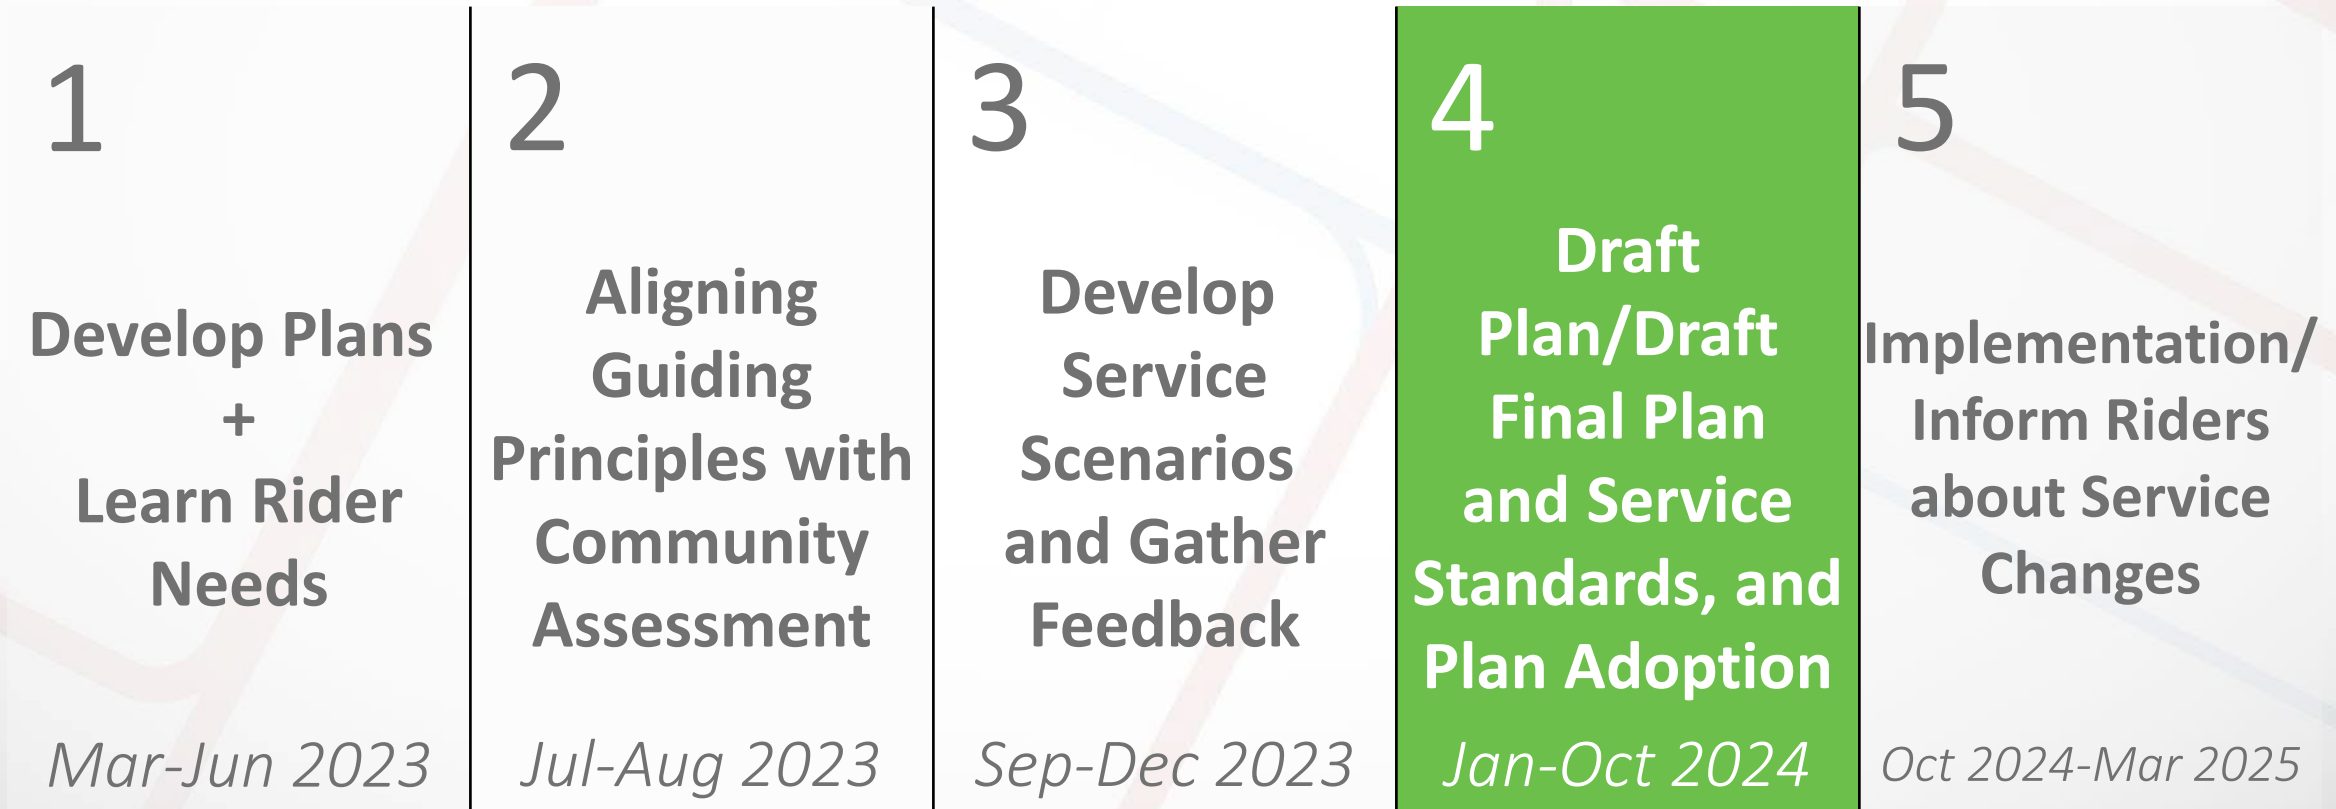 1
Develop Plans
+
Learn Rider
Needs
Mar-Jun 2023
2
Aligning
Guiding
Principles with
Community
Assessment
Jul-Aug 2023
3
Develop
Service
Scenarios
and Gather
Feedback
Sep-Dec 2023
4
Draft
Plan/Draft
Final Plan
and Service
Standards, and
Plan Adoption
Jan-Oct 2024
5
Implementation/
Inform Riders
about Service
Changes
Oct 2024-Mar 2025